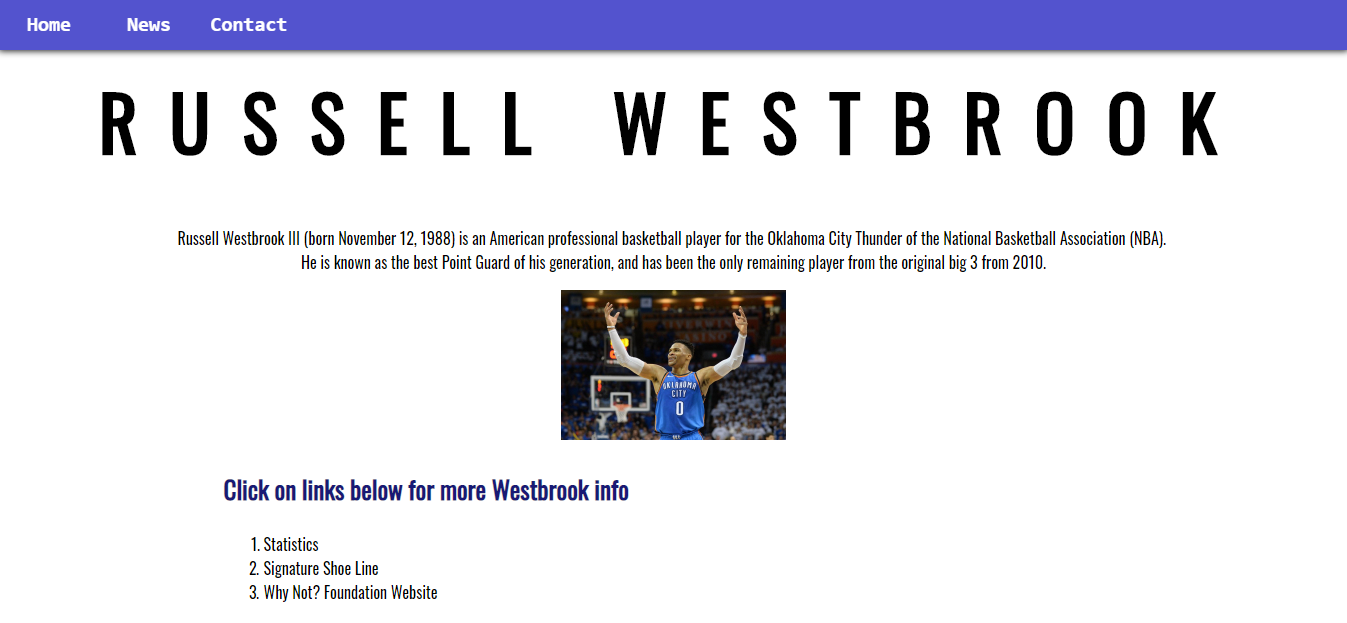 Home News Contact
RUSSELL WESTBROOK
Russell Westbrook III (born November 12, 1988) is an American professional basketball player for the Oklahoma City Thunder of the National Basketball Association (NBA).
He is known as the best Point Guard of his generation, and has been the only remaining player from the original big 3 from 2010.
OKLAHOMA
CITY
0
Click on links below for more Westbrook info
1. Statistics
2. Signature Shoe Line
3. Why Not? Foundation Website